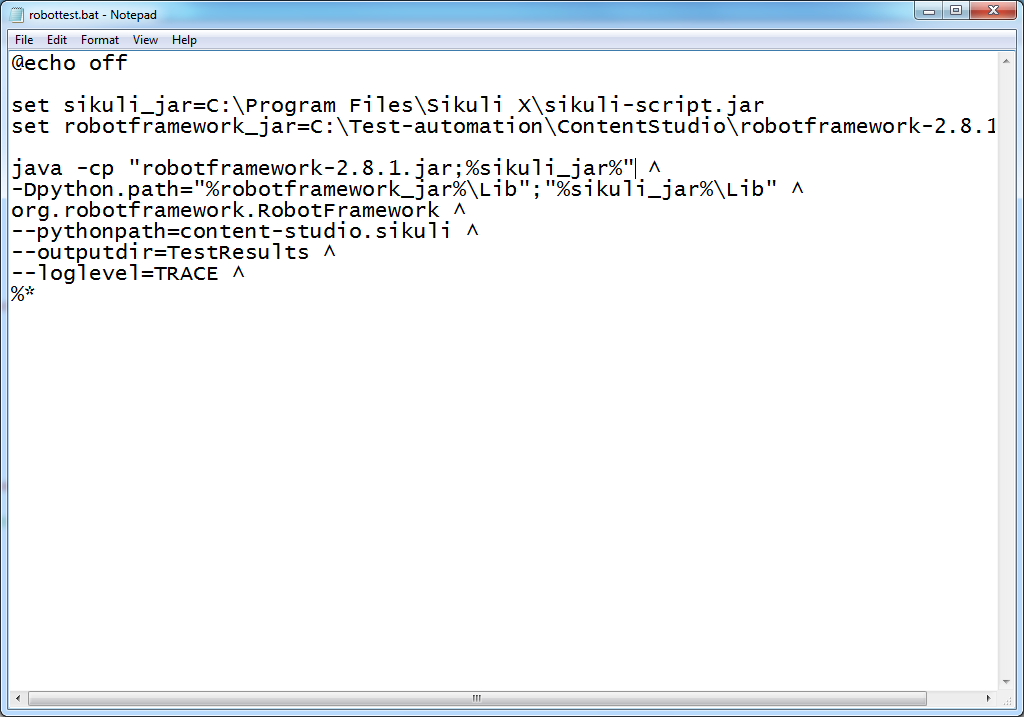 robottest.bat - Notepad
File Edit Format View Help
@echo off
set sikuli_jar=C:\Program Files\Sikuli X\sikuli-script.jar
set robotframework_jar=C:\Test-automation\ContentStudio\robotframework-2.8.1
java -cp "robotframework-2.8.1.jar;%sikuli_jar%" ^
-Dpython.path="%robotframework_jar%\Lib";"%sikuli_jar%\Lib" ^
org.robotframework.RobotFramework ^
--pythonpath=content-studio.sikuli ^
--outputdir=TestResults ^
--loglevel=TRACE ^
%*